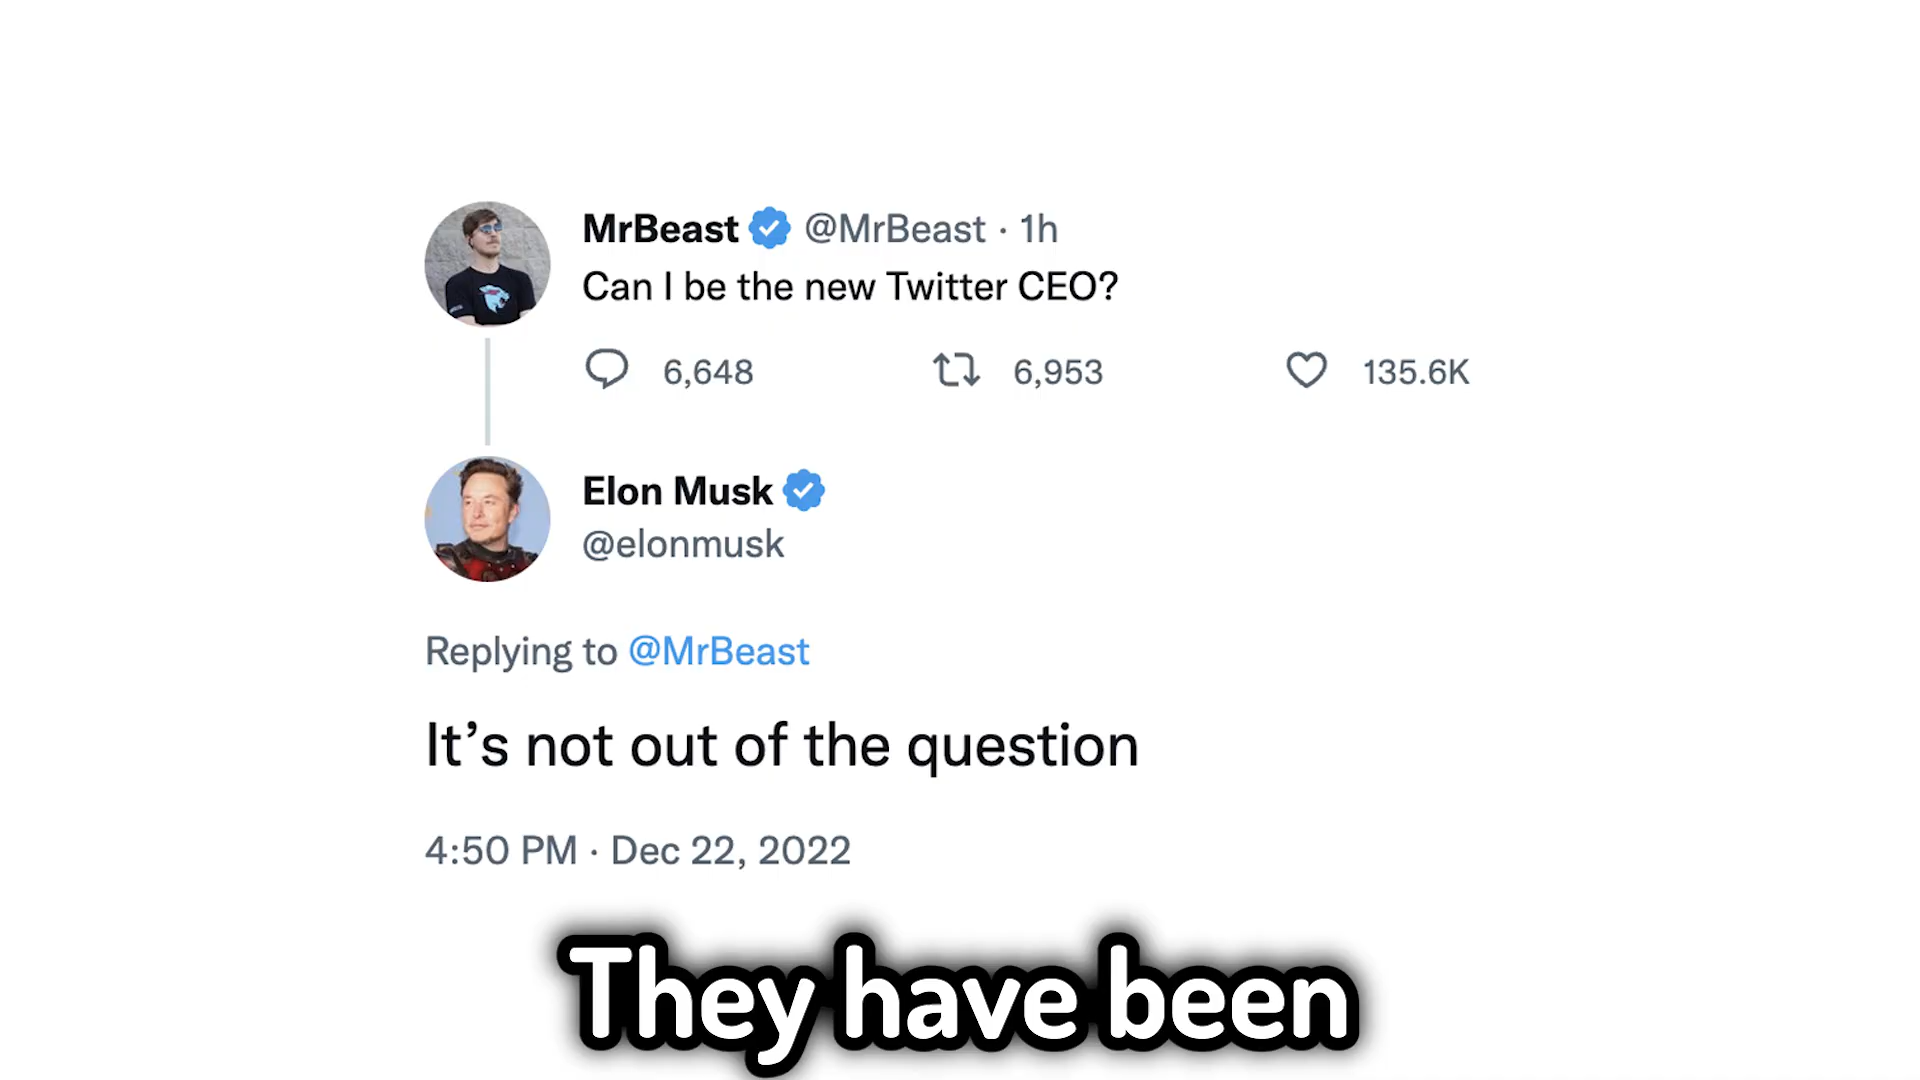 MrBeast @MrBeast · 1h
Can I be the new Twitter CEO?
6,648 6,953 135.6K
Elon Musk
@elonmusk
Replying to @MrBeast
It’s not out of the question
4:50 PM · Dec 22, 2022
They have been